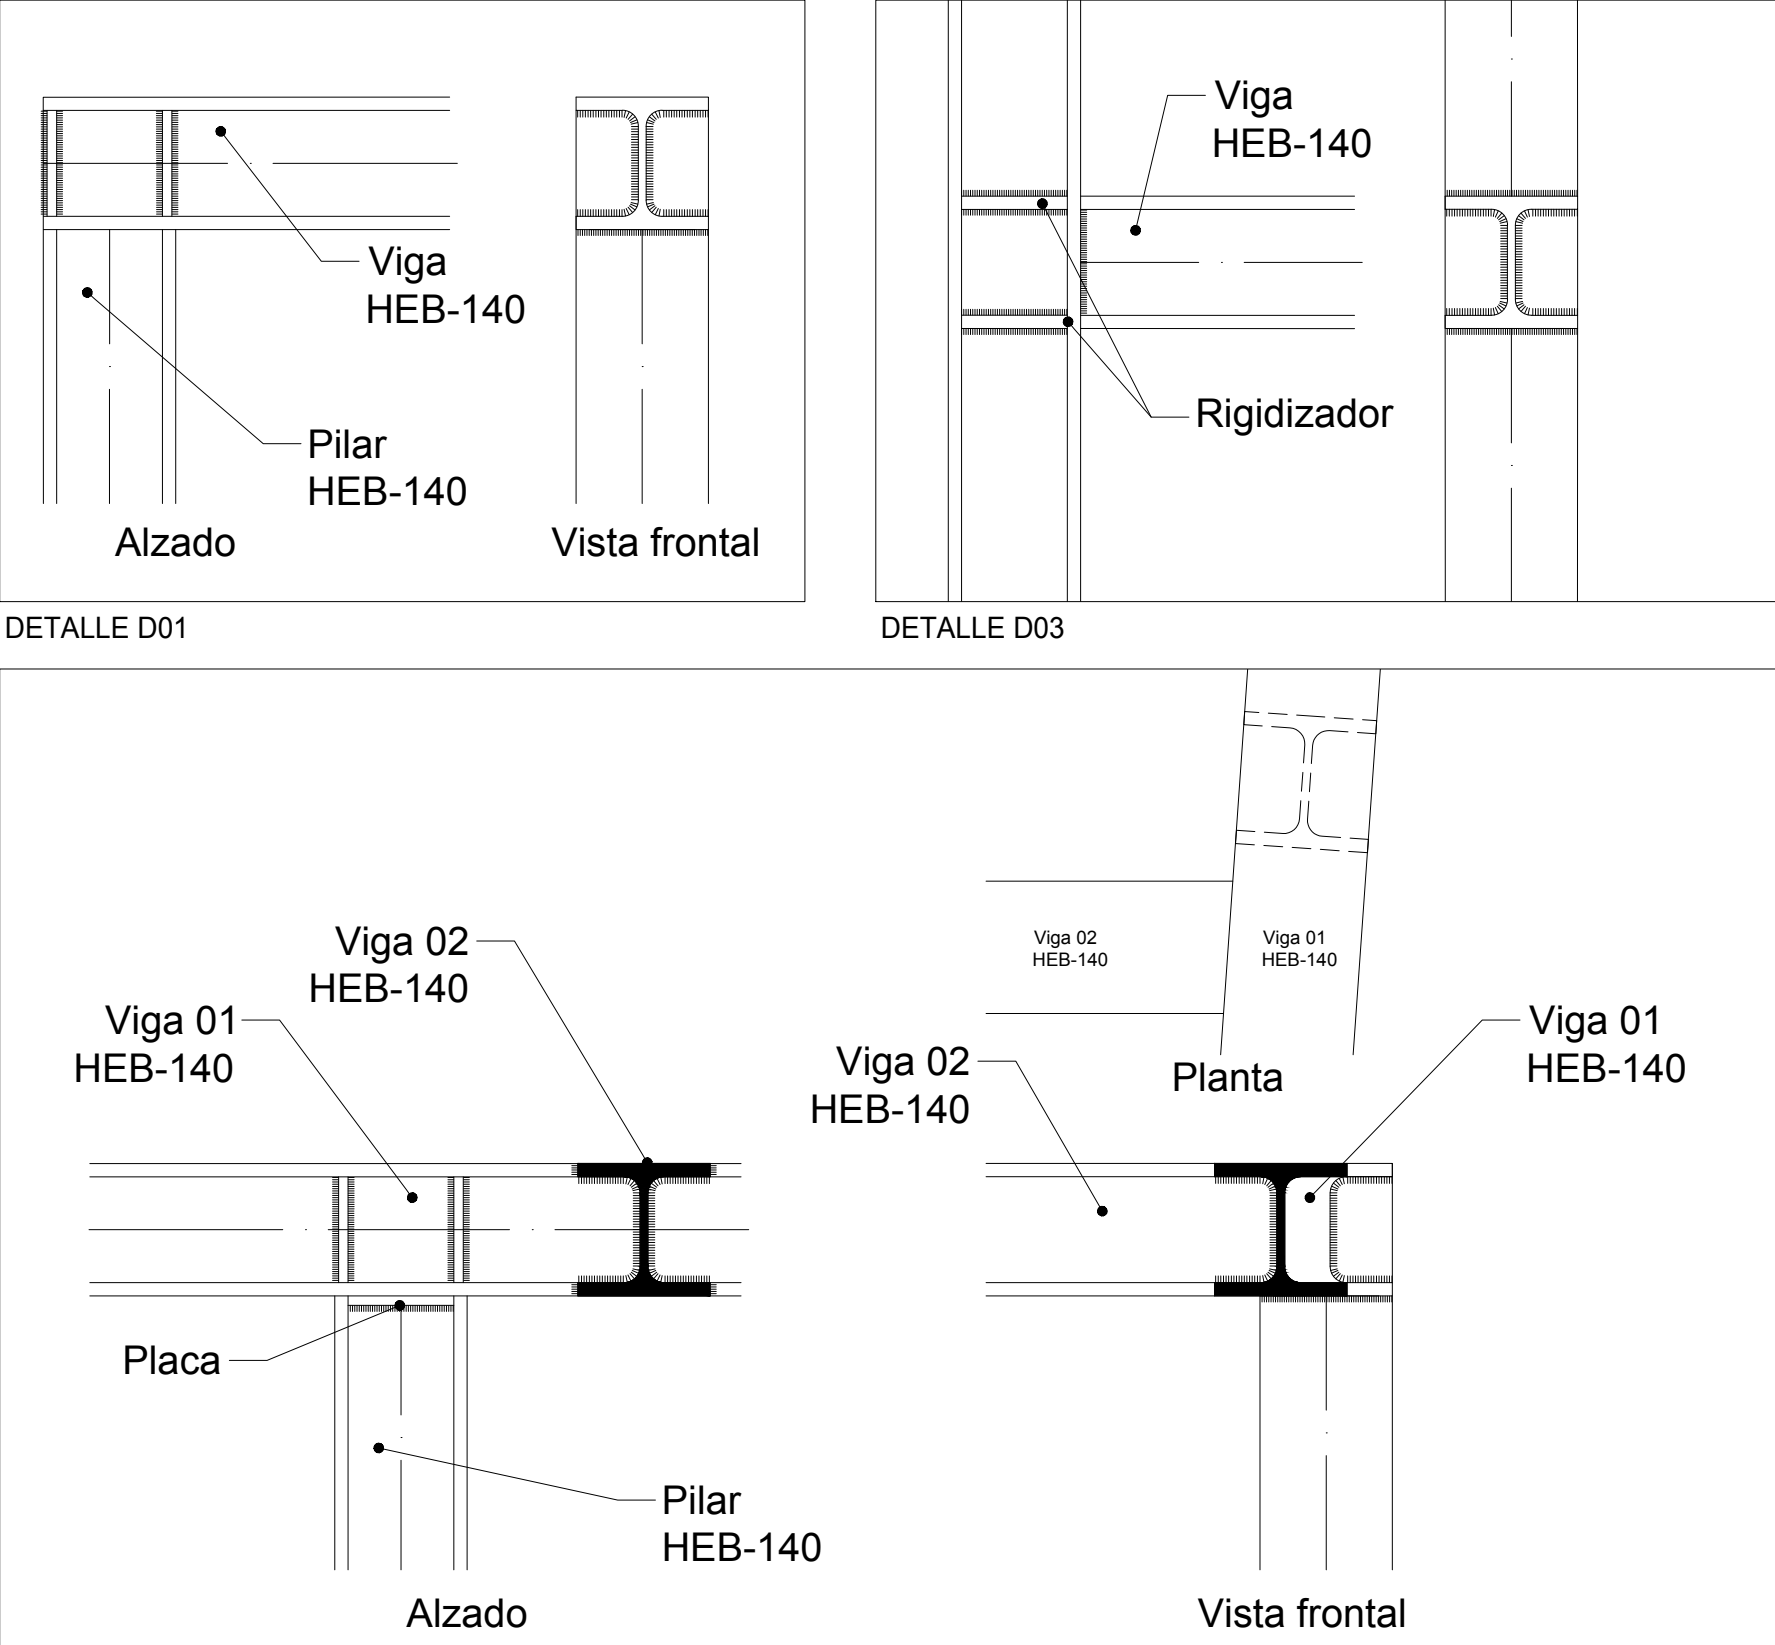 Viga
HEB-140
Pilar
HEB-140
Alzado
Vista frontal
DETALLE D01
Viga
HEB-140
Rigidizador
DETALLE D03
Viga 02
HEB-140
Viga 01
HEB-140
Planta
Viga 02
HEB-140
Viga 01
HEB-140
Placa
Pilar
HEB-140
Alzado
Viga 02
HEB-140
Viga 01
HEB-140
Vista frontal